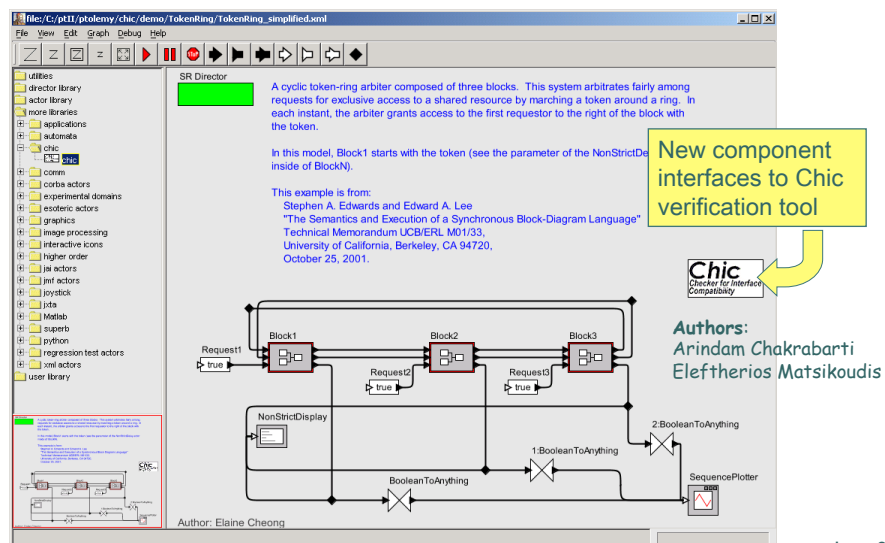 file:/C:/ptII/ptolemy/chic/demo/TokenRing/TokenRing_simplified.xml
File View Edit Graph Debug Help
Z Z Z =
STOP
utilities
director library
actor library
more libraries
applications
automata
chic
chic
comm
corba actors
experimental domains
esoteric actors
graphics
image processing
interactive icons
higher order
jai actors
jmf actors
joystick
jxta
Matlab
superb
python
regression test actors
xml actors
user library
SR Director
A cyclic token-ring arbiter composed of three blocks. This system arbitrates fairly among
requests for exclusive access to a shared resource by marching a token around a ring. In
each instant, the arbiter grants access to the first requestor to the right of the block with
the token.
In this model, Block1 starts with the token (see the parameter of the NonStrictDe
inside of BlockN).
This example is from:
Stephen A. Edwards and Edward A. Lee
"The Semantics and Execution of a Synchronous Block-Diagram Language"
Technical Memorandum UCB/ERL M01/33,
University of California, Berkeley, CA 94720,
October 25, 2001.
New component
interfaces to Chic
verification tool
Chic
Checker for Interface
Compatibility
Authors:
Arindam Chakrabarti
Eleftherios Matsikoudis
Block1
Block2
Block3
Request1
true
Request2
true
Request3
true
NonStrictDisplay
2:BooleanToAnything
1:BooleanToAnything
BooleanToAnything
SequencePlotter
Author: Elaine Cheong